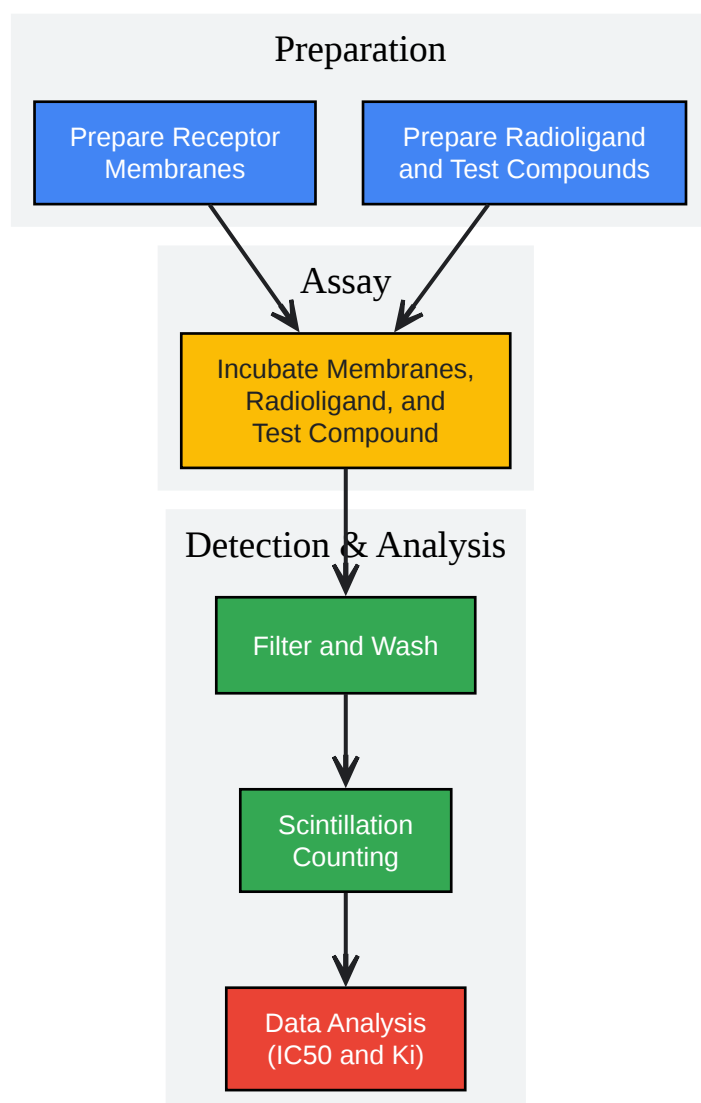 Preparation
Prepare Receptor
Membranes
Prepare Radioligand
and Test Compounds
Assay
Incubate Membranes,
Radioligand, and
Test Compound
Detection & Analysis
Filter and Wash
Scintillation
Counting
Data Analysis
(IC50 and Ki)